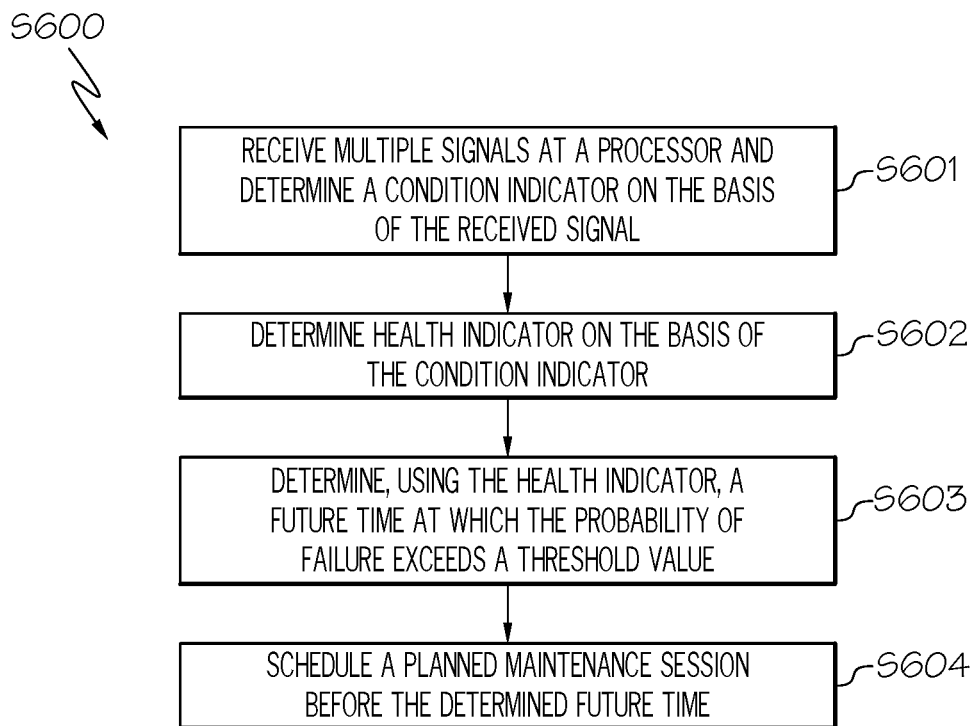 S600
RECEIVE MULTIPLE SIGNALS AT A PROCESSOR AND
DETERMINE A CONDITION INDICATOR ON THE BASIS
OF THE RECEIVED SIGNAL
S601
DETERMINE HEALTH INDICATOR ON THE BASIS OF
THE CONDITION INDICATOR
S602
DETERMINE, USING THE HEALTH INDICATOR, A
FUTURE TIME AT WHICH THE PROBABILITY OF
FAILURE EXCEEDS A THRESHOLD VALUE
S603
SCHEDULE A PLANNED MAINTENANCE SESSION
BEFORE THE DETERMINED FUTURE TIME
S604